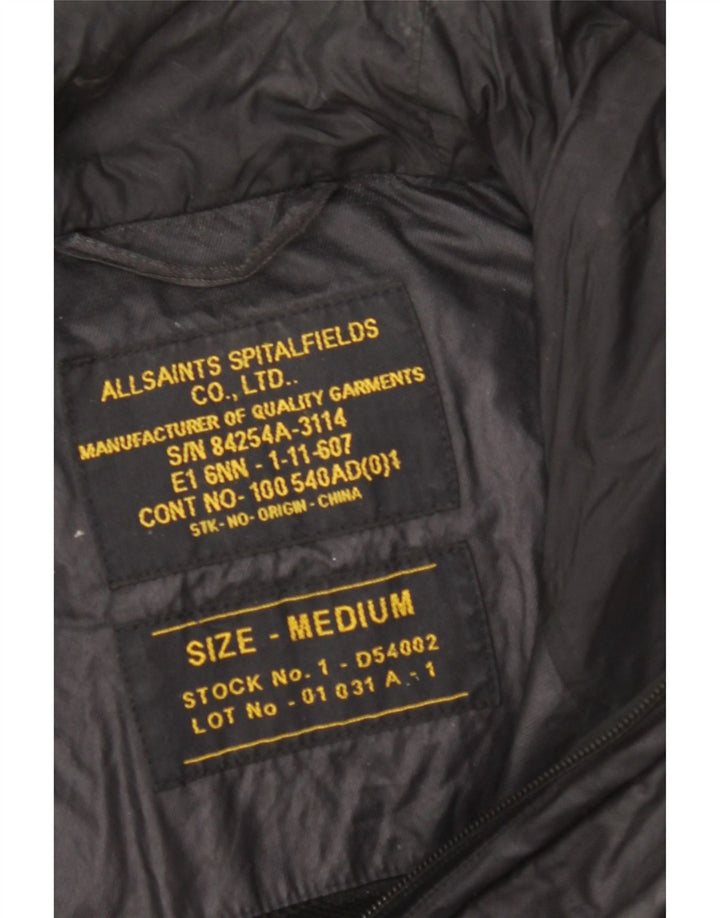 ALLSAINTS SPITALFIELDS
CO., LTD..
MANUFACTURER OF QUALITY GARMENTS
S/N 84254A-3114
E1 6NN - 1-11-607
CONT NO- 100 540AD(0)1
STK- NO- ORIGIN - CHINA
SIZE - MEDIUM
STOCK No. 1 - D54002
LOT No - 01 031 A.-1